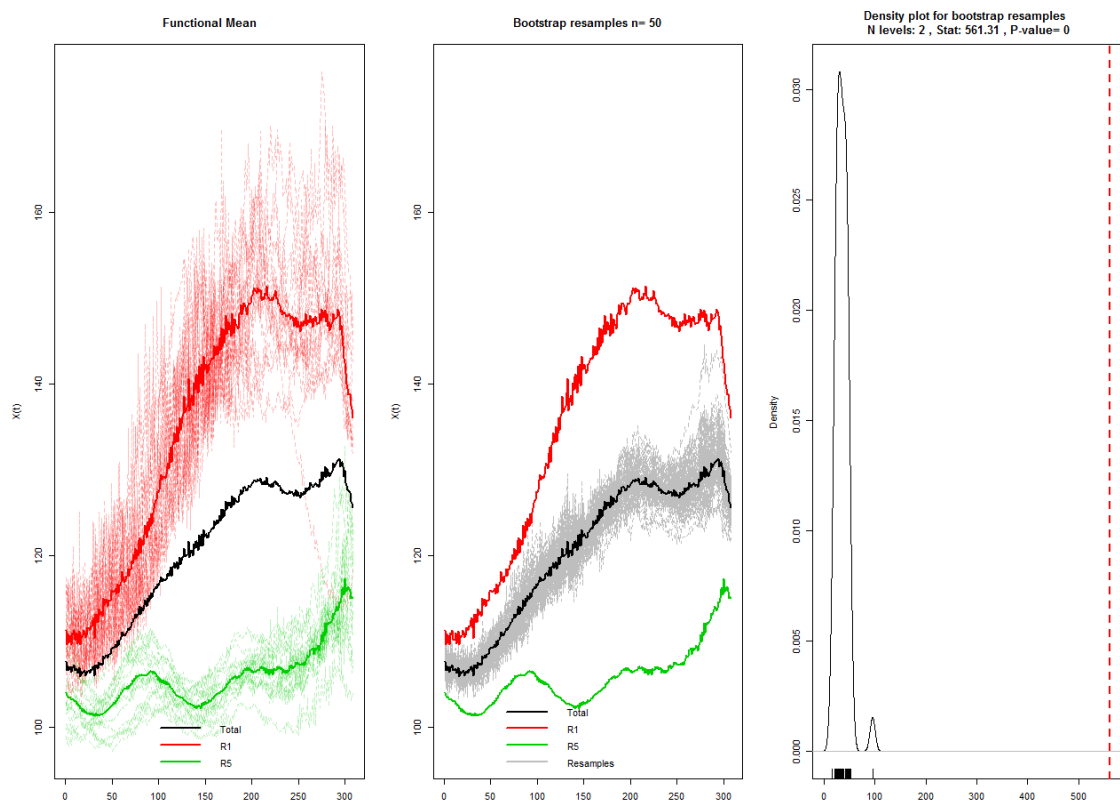 Functional Mean
X(t)
160
140
120
100
Total
R1
R5
0 50 100 150 200 250 300
Bootstrap resamples n= 50
X(t)
160
140
120
100
Total
R1
R5
Resamples
0 50 100 150 200 250 300
Density plot for bootstrap resamples
N levels: 2 , Stat: 561.31 , P-value= 0
Density
0.030
0.025
0.020
0.015
0.010
0.005
0.000
0 100 200 300 400 500